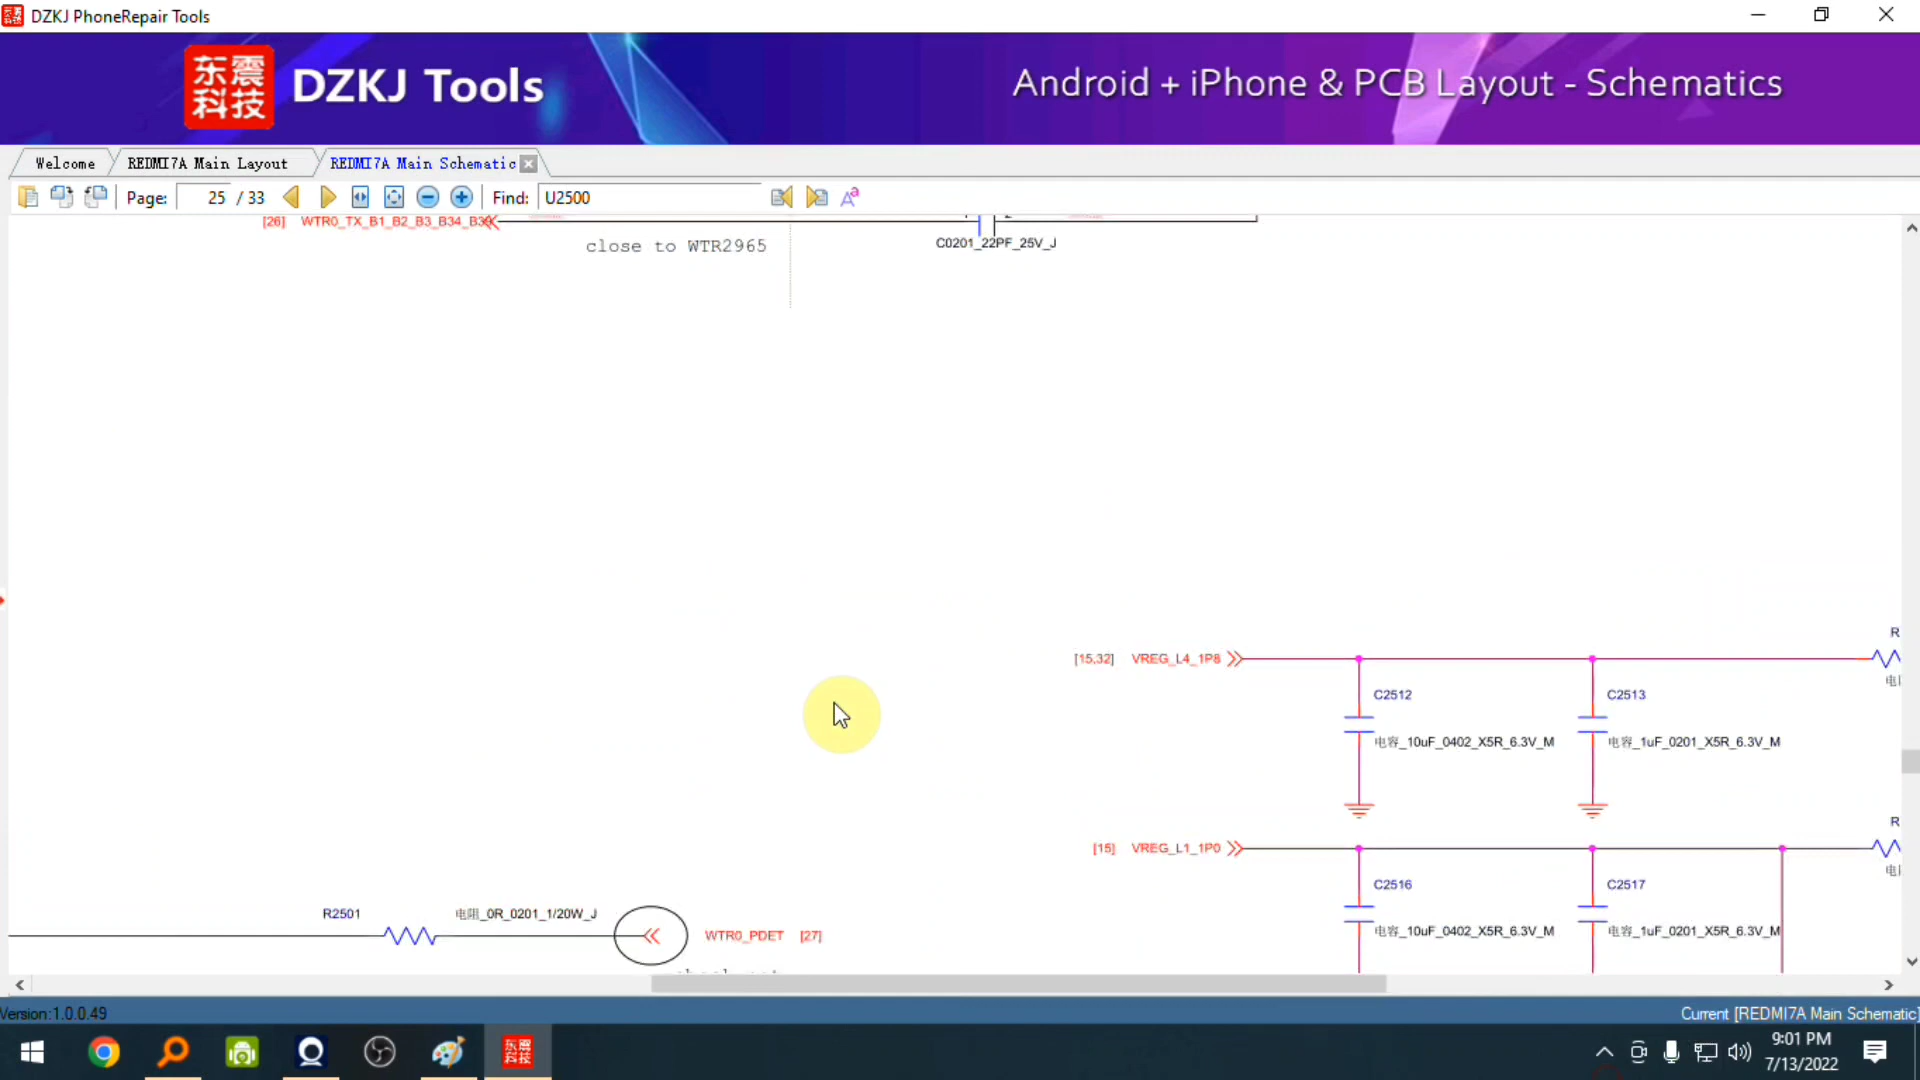 DZKJ PhoneRepair Tools
东震
科技
DZKJ Tools
Android + iPhone & PCB Layout - Schematics
Welcome
REDMI7A Main Layout
REDMI7A Main Schematic
Page: 25 / 33
Find: U2500
[26] WTR0_TX_B1_B2_B3_B34_B39
close to WTR2965
C0201_22PF_25V_J
[15,32] VREG_L4_1P8
R
C2512
C2513
电容_10uF_0402_X5R_6.3V_M
电容_1uF_0201_X5R_6.3V_M
[15] VREG_L1_1P0
R
C2516
C2517
电容_10uF_0402_X5R_6.3V_M
电容_1uF_0201_X5R_6.3V_M
R2501
电阻_0R_0201_1/20W_J
WTR0_PDET [27]
Version:1.0.0.49
Current [REDMI7A Main Schematic]
东震
科技
9:01 PM
7/13/2022